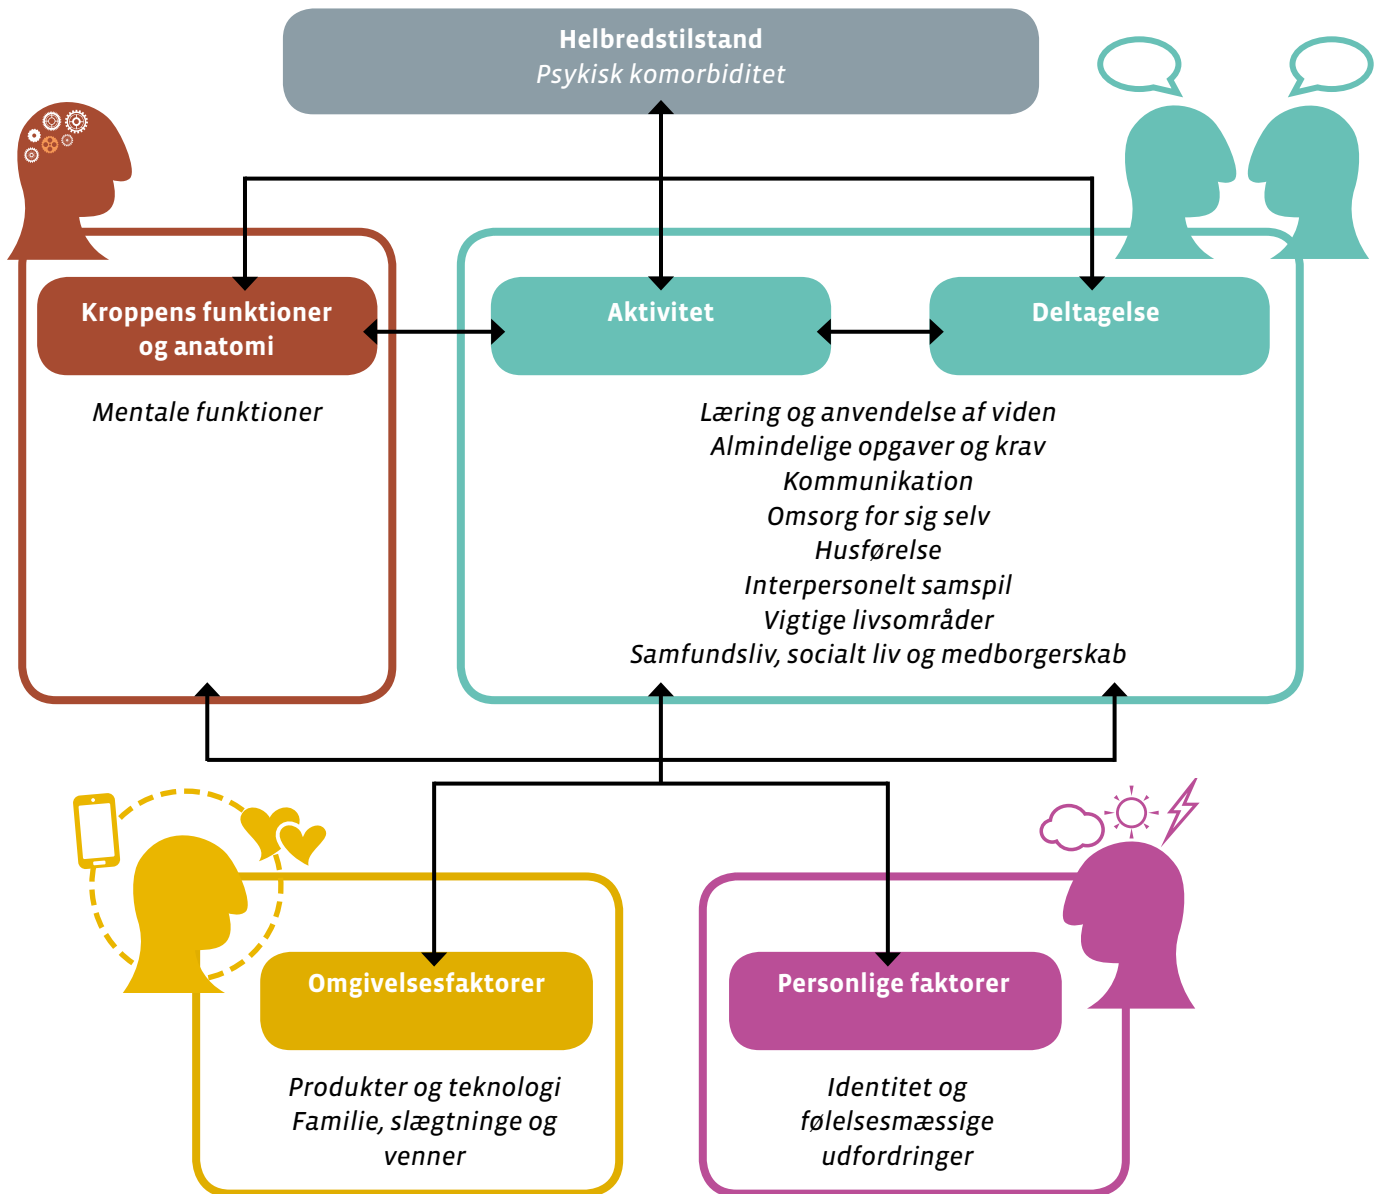 Helbredstilstand
Psykisk komorbiditet
Kroppens funktioner
og anatomi
Mentale funktioner
Aktivitet
Deltagelse
Læring og anvendelse af viden
Almindelige opgaver og krav
Kommunikation
Omsorg for sig selv
Husførelse
Interpersonelt samspil
Vigtige livsområder
Samfundsliv, socialt liv og medborgerskab
Omgivelsesfaktorer
Produkter og teknologi
Familie, slægtninge og
venner
Personlige faktorer
Identitet og
følelsesmæssige
udfordringer